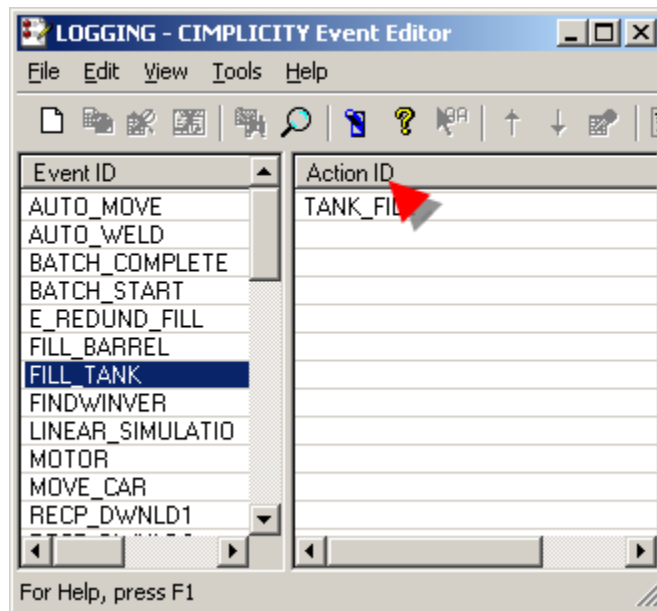 LOGGING - CIMPLICITY Event Editor
File Edit View Tools Help
Event ID
Action ID
AUTO_MOVE
AUTO_WELD
BATCH_COMPLETE
BATCH_START
E_REDUND_FILL
FILL_BARREL
FILL_TANK
FINDWINVER
LINEAR_SIMULATIO
MOTOR
MOVE_CAR
RECP_DWNLD1
For Help, press F1